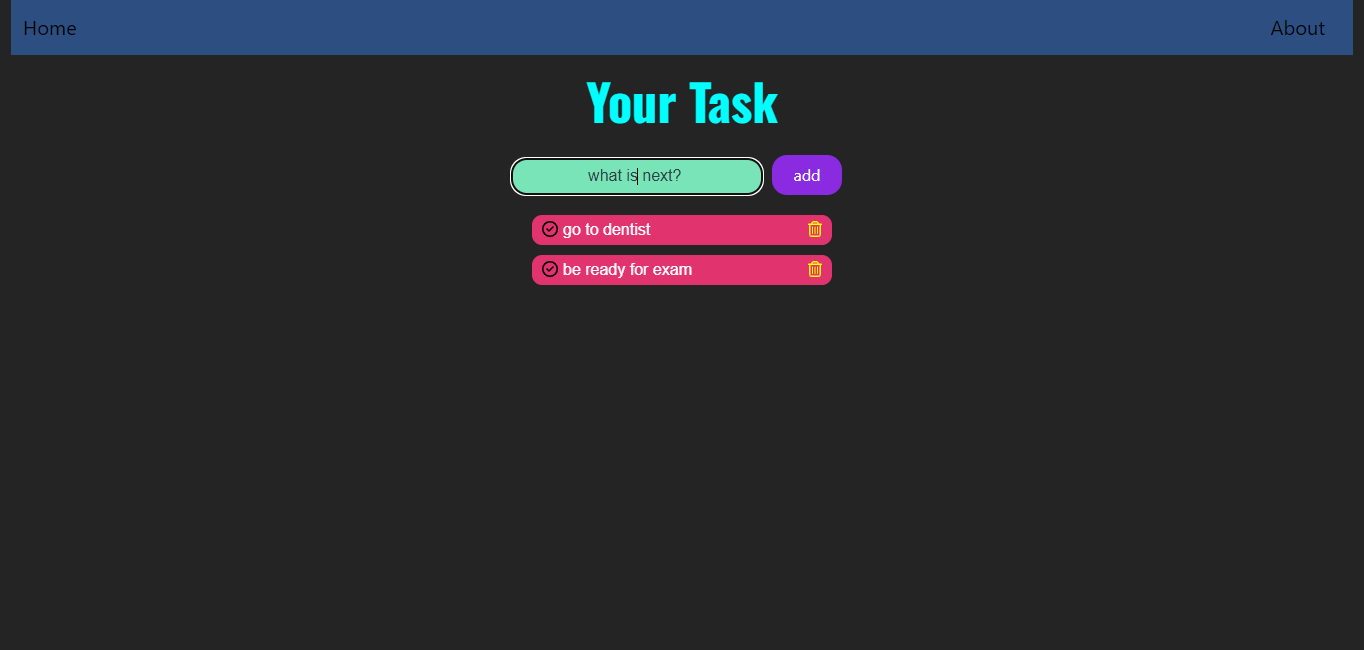 Home About
Your Task
what is next? add
go to dentist
be ready for exam